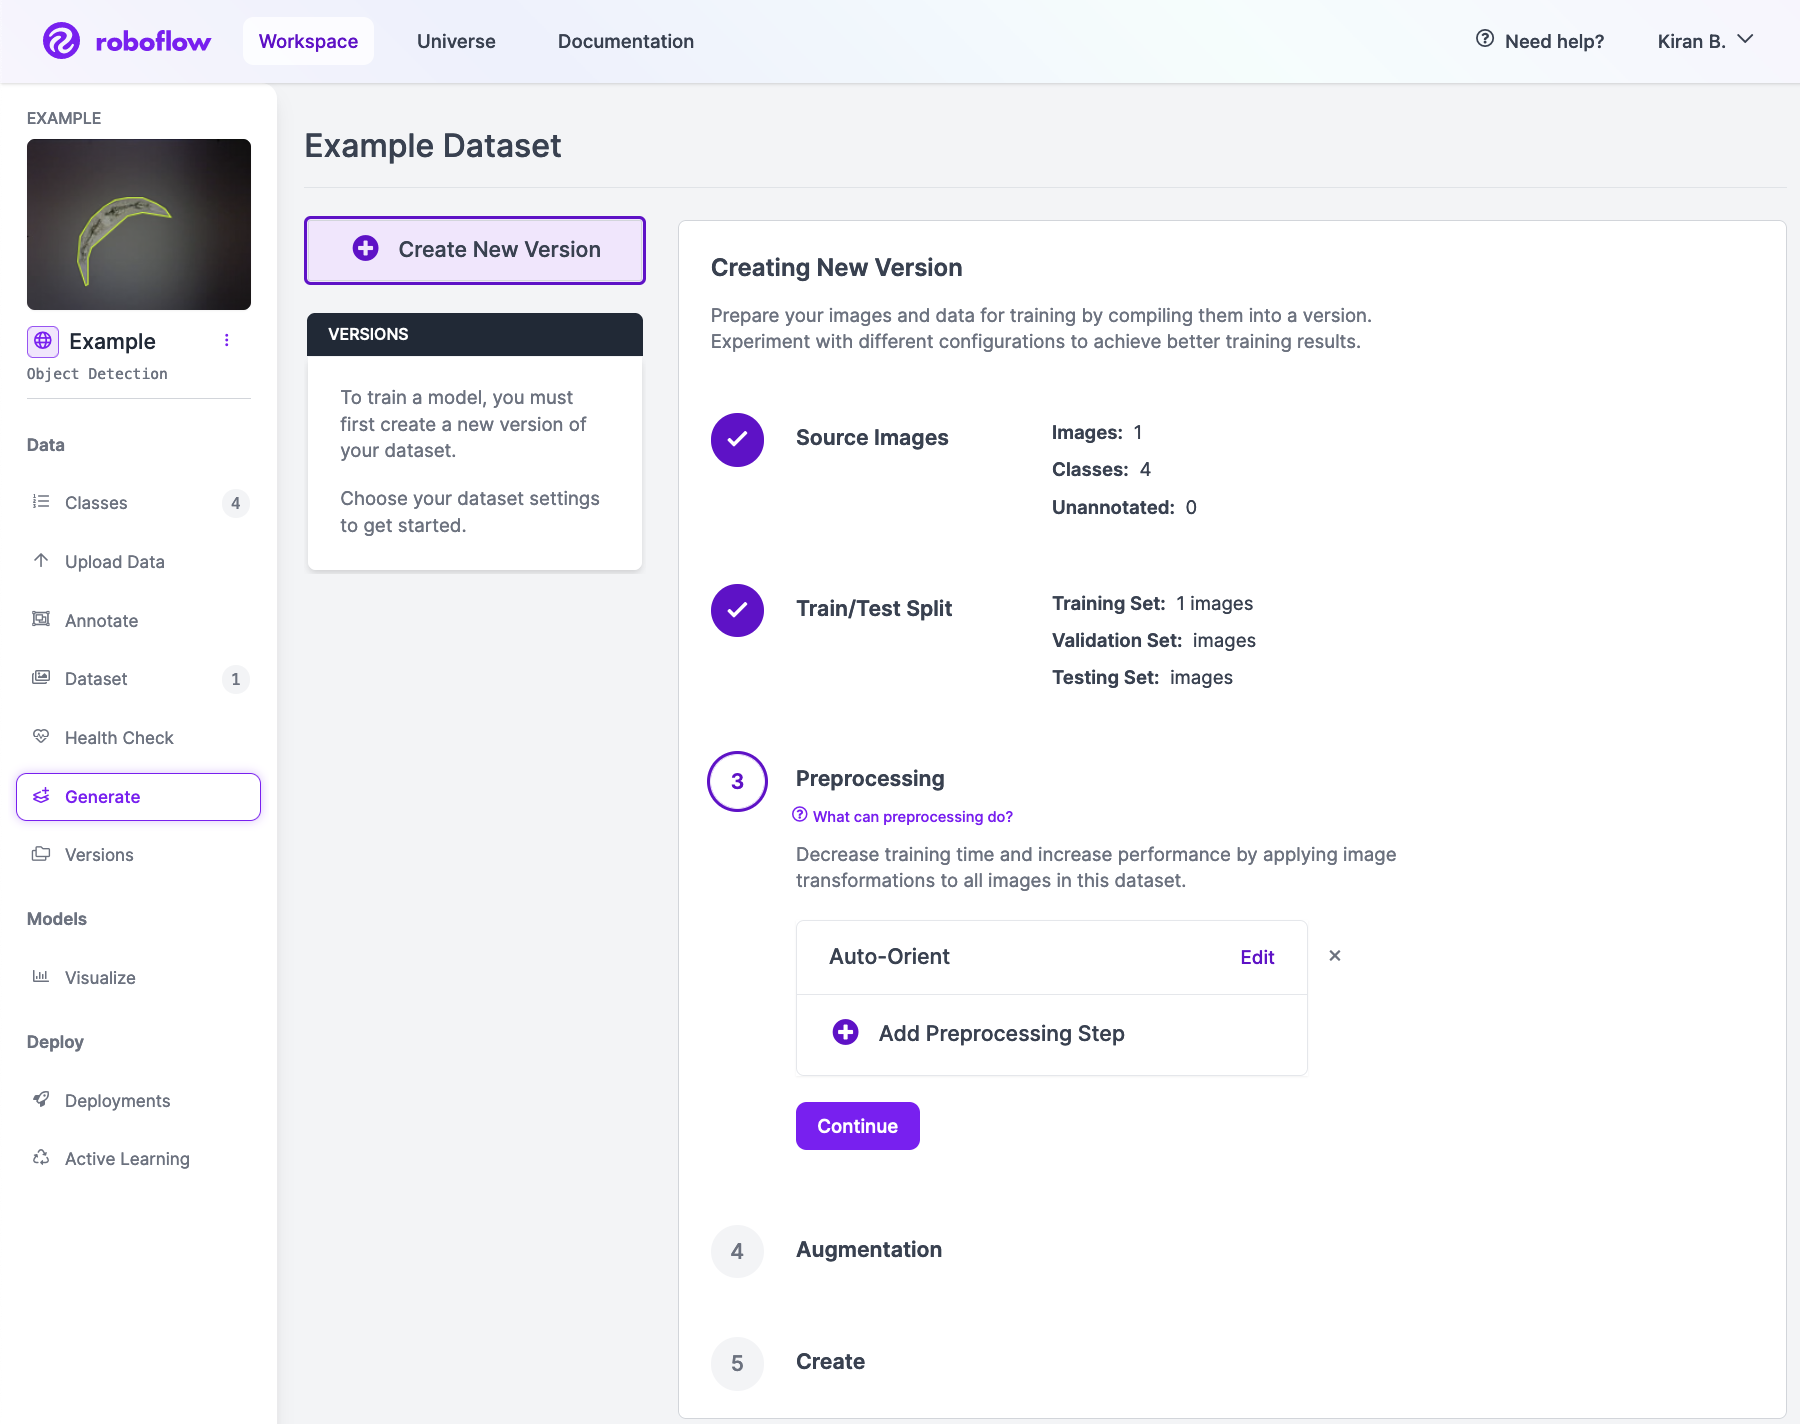 roboflow
Workspace
Universe
Documentation
Need help?
Kiran B.
EXAMPLE
Example
Object Detection
Data
Classes 4
Upload Data
Annotate
Dataset 1
Health Check
Generate
Versions
Models
Visualize
Deploy
Deployments
Active Learning
Example Dataset
Create New Version
VERSIONS
To train a model, you must
first create a new version of
your dataset.
Choose your dataset settings
to get started.
Creating New Version
Prepare your images and data for training by compiling them into a version.
Experiment with different configurations to achieve better training results.
Source Images
Images: 1
Classes: 4
Unannotated: 0
Train/Test Split
Training Set: 1 images
Validation Set: images
Testing Set: images
3 Preprocessing
What can preprocessing do?
Decrease training time and increase performance by applying image
transformations to all images in this dataset.
Auto-Orient Edit
Add Preprocessing Step
Continue
4 Augmentation
5 Create